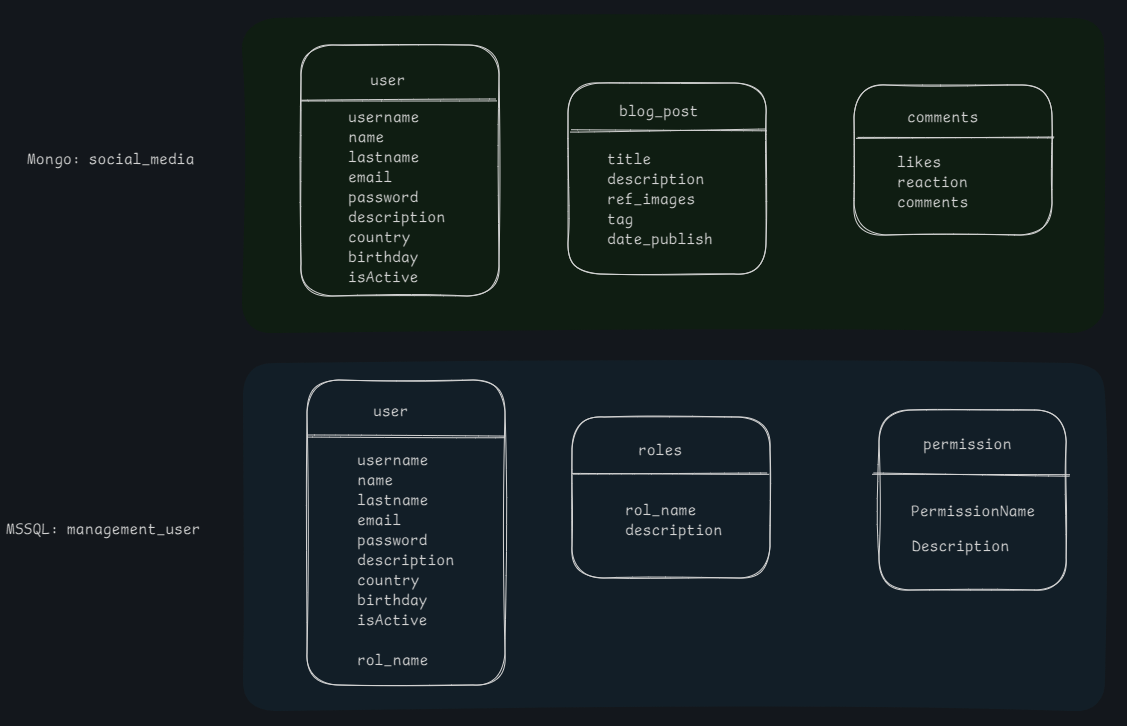 Mongo: social_media
user
username
name
lastname
email
password
description
country
birthday
isActive
blog_post
title
description
ref_images
tag
date_publish
comments
likes
reaction
comments
MSSQL: management_user
user
username
name
lastname
email
password
description
country
birthday
isActive
rol_name
roles
rol_name
description
permission
PermissionName
Description